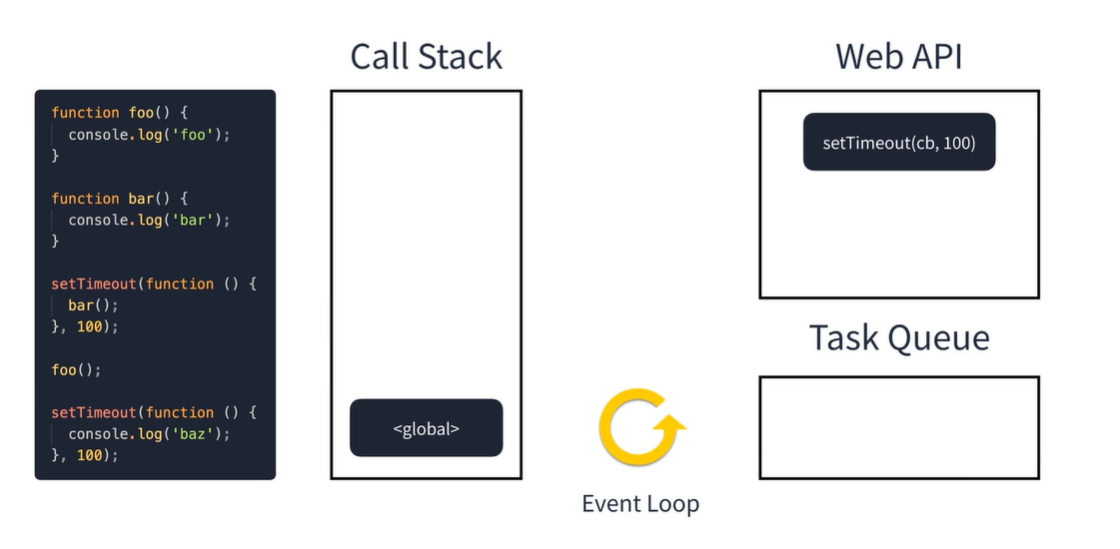 Call Stack
Web API
function foo() {
  console.log('foo');
}
function bar() {
  console.log('bar');
}
setTimeout(function () {
  bar();
}, 100);
foo();
setTimeout(function () {
  console.log('baz');
}, 100);
<global>
Event Loop
setTimeout(cb, 100)
Task Queue